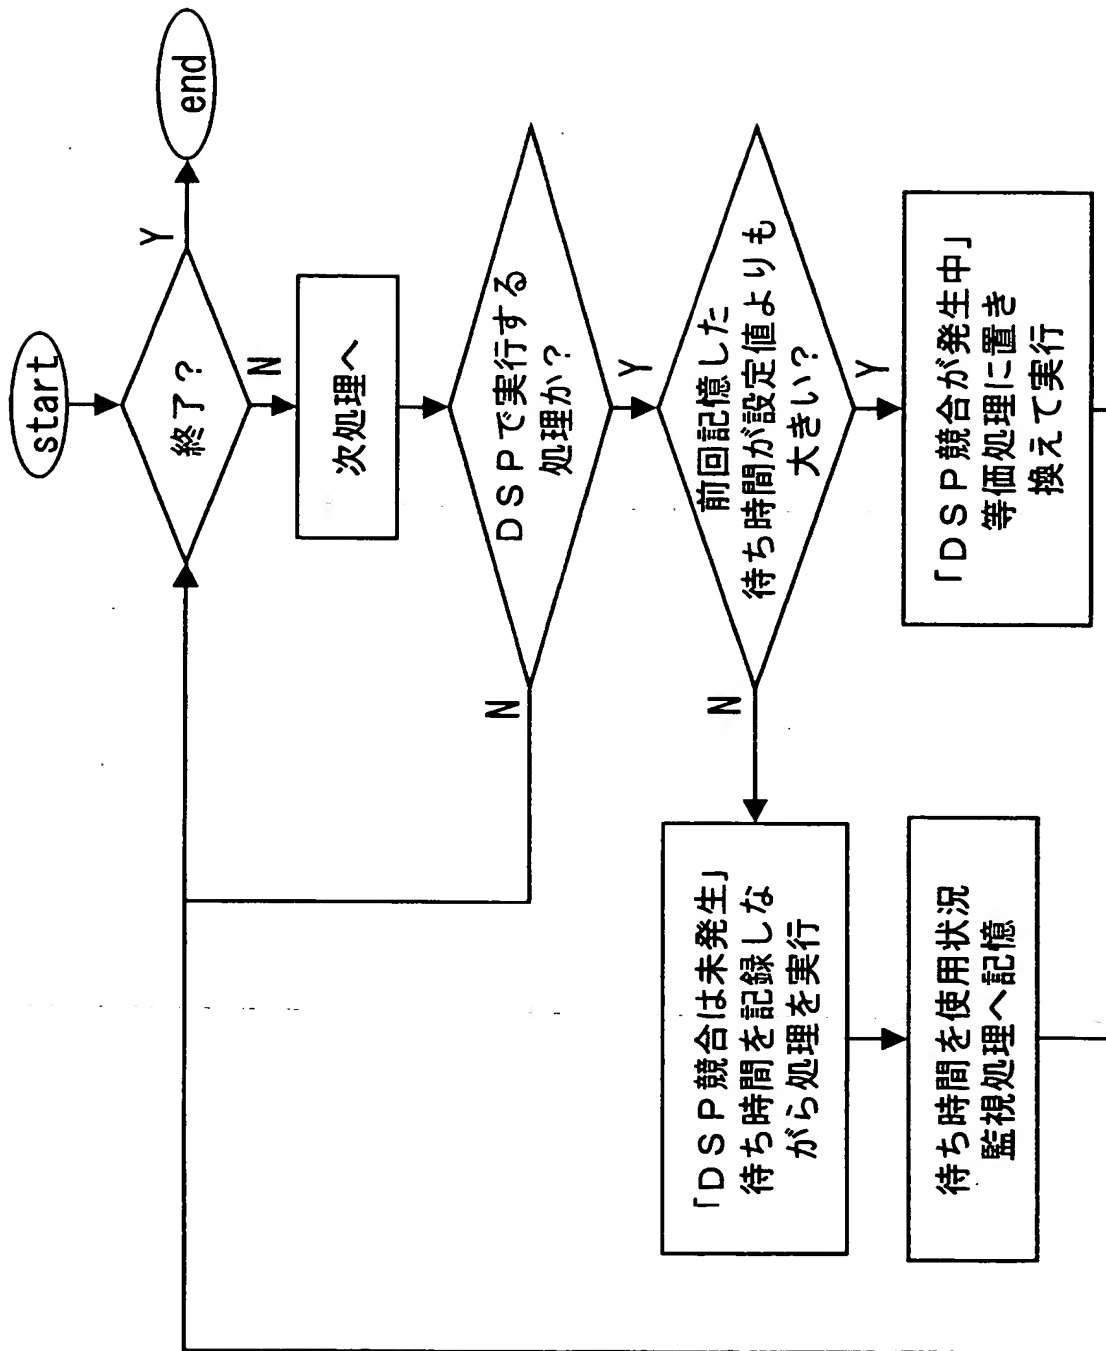 start
終了?
Y
end
N
次処理へ
DSPで実行する
処理か?
N
Y
前回記憶した
待ち時間が設定値よりも
大きい?
N
Y
「DSP競合は未発生」
待ち時間を記録しな
がら処理を実行
「DSP競合が発生中」
等価処理に置き
換えて実行
待ち時間を使用状況
監視処理へ記憶